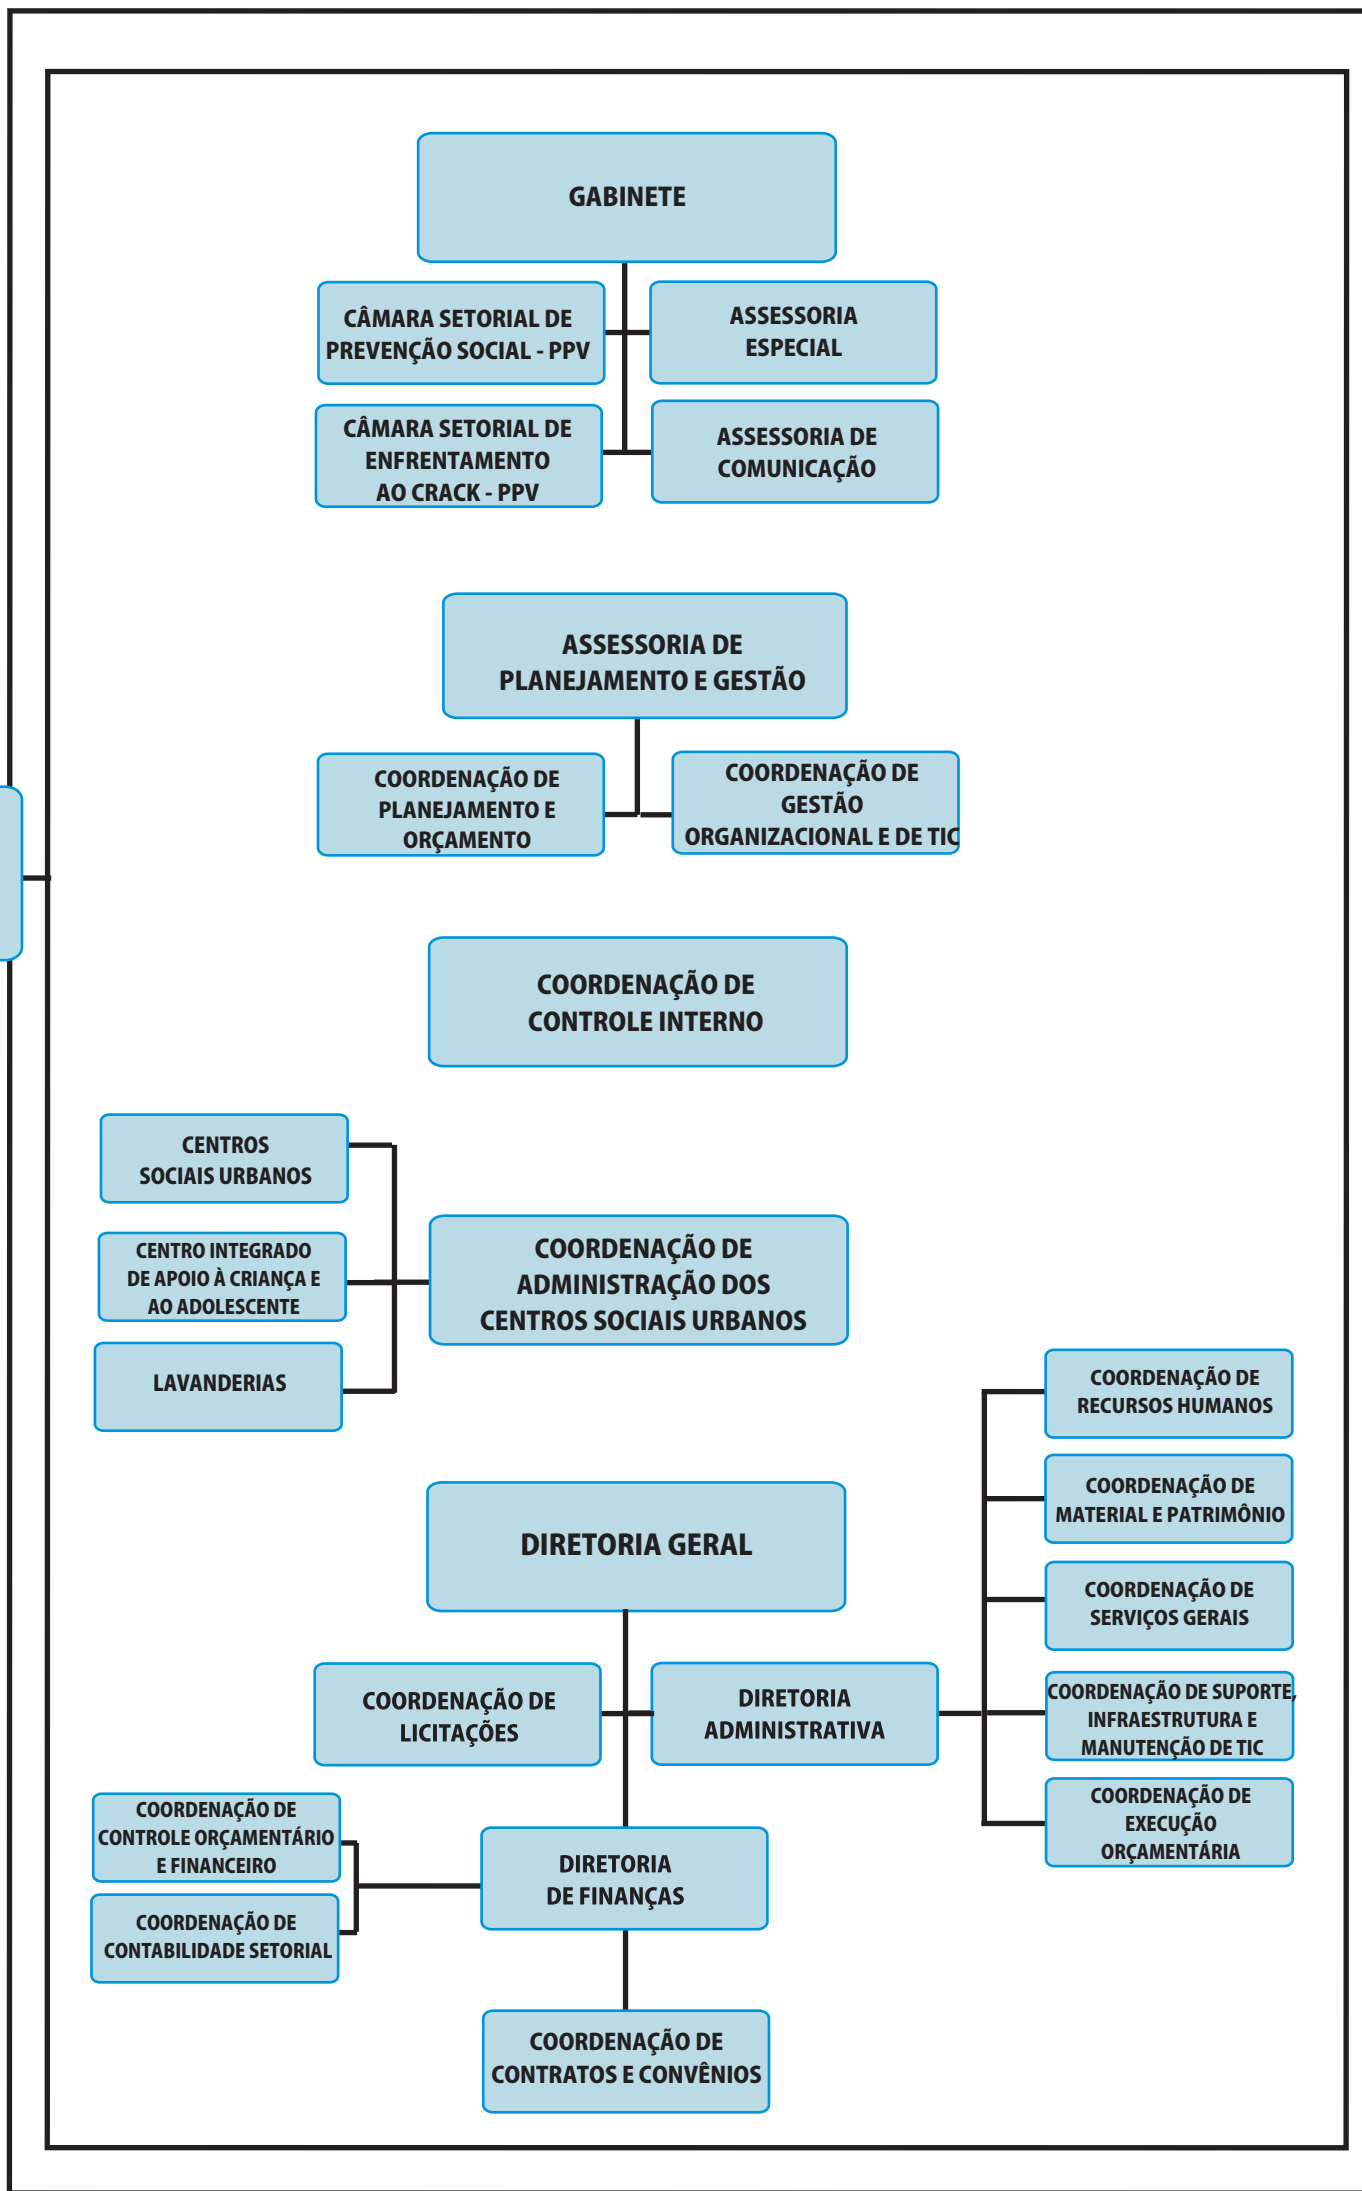 GABINETE
CÂMARA SETORIAL DE
PREVENÇÃO SOCIAL - PPV
ASSESSORIA
ESPECIAL
CÂMARA SETORIAL DE
ENFRENTAMENTO
AO CRACK - PPV
ASSESSORIA DE
COMUNICAÇÃO
ASSESSORIA DE
PLANEJAMENTO E GESTÃO
COORDENAÇÃO DE
PLANEJAMENTO E
ORÇAMENTO
COORDENAÇÃO DE
GESTÃO
ORGANIZACIONAL E DE TIC
COORDENAÇÃO DE
CONTROLE INTERNO
CENTROS
SOCIAIS URBANOS
CENTRO INTEGRADO
DE APOIO À CRIANÇA E
AO ADOLESCENTE
LAVANDERIAS
COORDENAÇÃO DE
ADMINISTRAÇÃO DOS
CENTROS SOCIAIS URBANOS
DIRETORIA GERAL
COORDENAÇÃO DE
LICITAÇÕES
DIRETORIA
ADMINISTRATIVA
COORDENAÇÃO DE
RECURSOS HUMANOS
COORDENAÇÃO DE
MATERIAL E PATRIMÔNIO
COORDENAÇÃO DE
SERVIÇOS GERAIS
COORDENAÇÃO DE SUPORTE,
INFRAESTRUTURA E
MANUTENÇÃO DE TIC
COORDENAÇÃO DE
EXECUÇÃO
ORÇAMENTÁRIA
COORDENAÇÃO DE
CONTROLE ORÇAMENTÁRIO
E FINANCEIRO
COORDENAÇÃO DE
CONTABILIDADE SETORIAL
DIRETORIA
DE FINANÇAS
COORDENAÇÃO DE
CONTRATOS E CONVÊNIOS